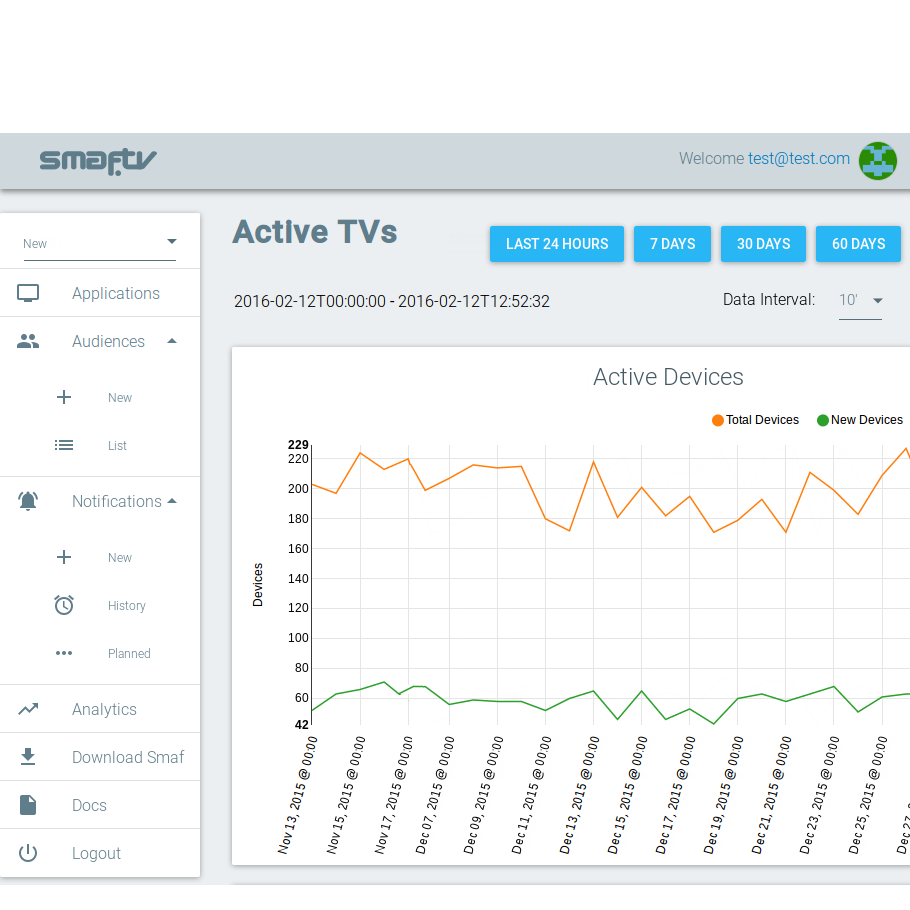 smaftv
Welcome test@test.com
New
Applications
Audiences
New
List
Notifications
New
History
Planned
Analytics
Download Smaf
Docs
Logout
Active TVs
LAST 24 HOURS
7 DAYS
30 DAYS
60 DAYS
2016-02-12T00:00:00 - 2016-02-12T12:52:32
Data Interval:
10'
Active Devices
Total Devices
New Devices
229
220
200
180
160
140
120
100
80
60
42
Devices
Nov 13, 2015 @ 00:00
Nov 15, 2015 @ 00:00
Nov 17, 2015 @ 00:00
Dec 07, 2015 @ 00:00
Dec 09, 2015 @ 00:00
Dec 11, 2015 @ 00:00
Dec 13, 2015 @ 00:00
Dec 15, 2015 @ 00:00
Dec 17, 2015 @ 00:00
Dec 19, 2015 @ 00:00
Dec 21, 2015 @ 00:00
Dec 23, 2015 @ 00:00
Dec 25, 2015 @ 00:00
Dec 27,